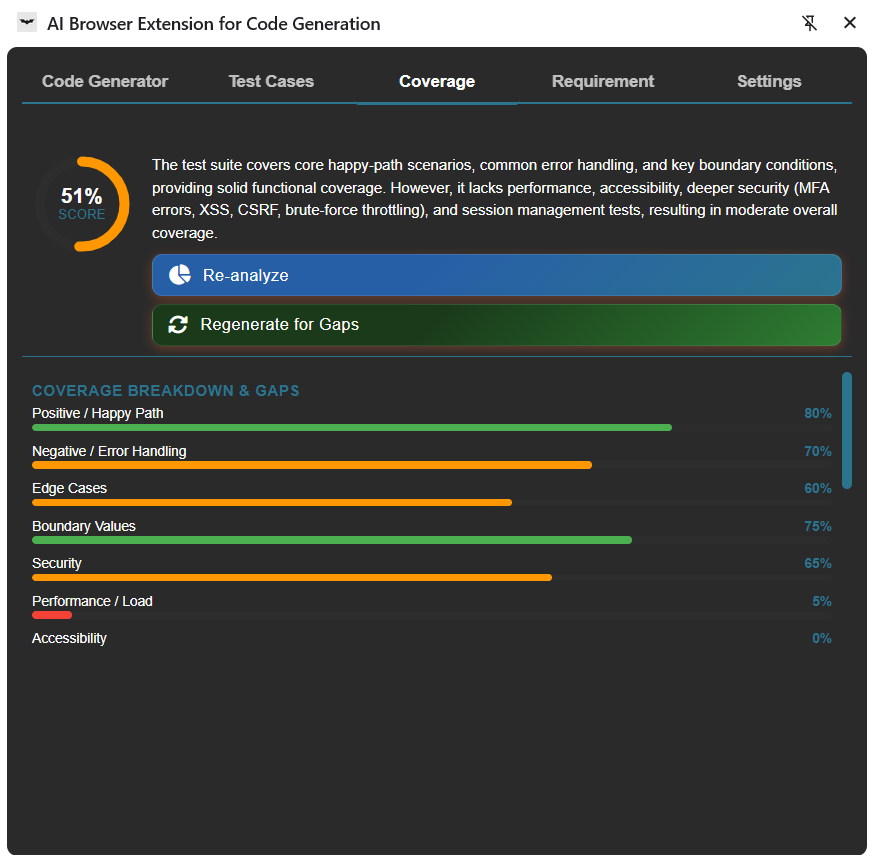 AI Browser Extension for Code Generation
Code Generator Test Cases Coverage Requirement Settings
51%
SCORE
The test suite covers core happy-path scenarios, common error handling, and key boundary conditions,
providing solid functional coverage. However, it lacks performance, accessibility, deeper security (MFA
errors, XSS, CSRF, brute-force throttling), and session management tests, resulting in moderate overall
coverage.
Re-analyze
Regenerate for Gaps
COVERAGE BREAKDOWN & GAPS
Positive / Happy Path 80%
Negative / Error Handling 70%
Edge Cases 60%
Boundary Values 75%
Security 65%
Performance / Load 5%
Accessibility 0%